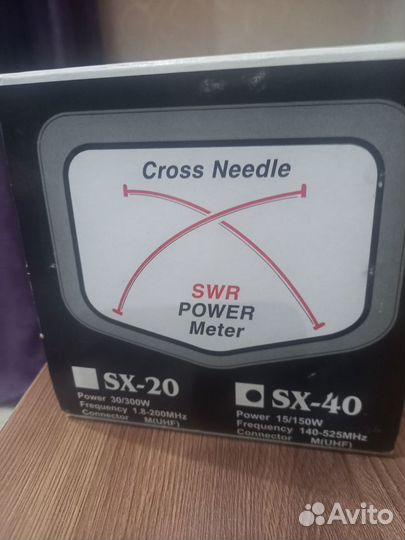 Cross Needle
SWR
POWER
Meter
SX-20
Power 30/300W
Frequency 1.8-200MHz
Connector M(UHF)
SX-40
Power 15/150W
Frequency 140-525MHz
Connector M(UHF)
Avito